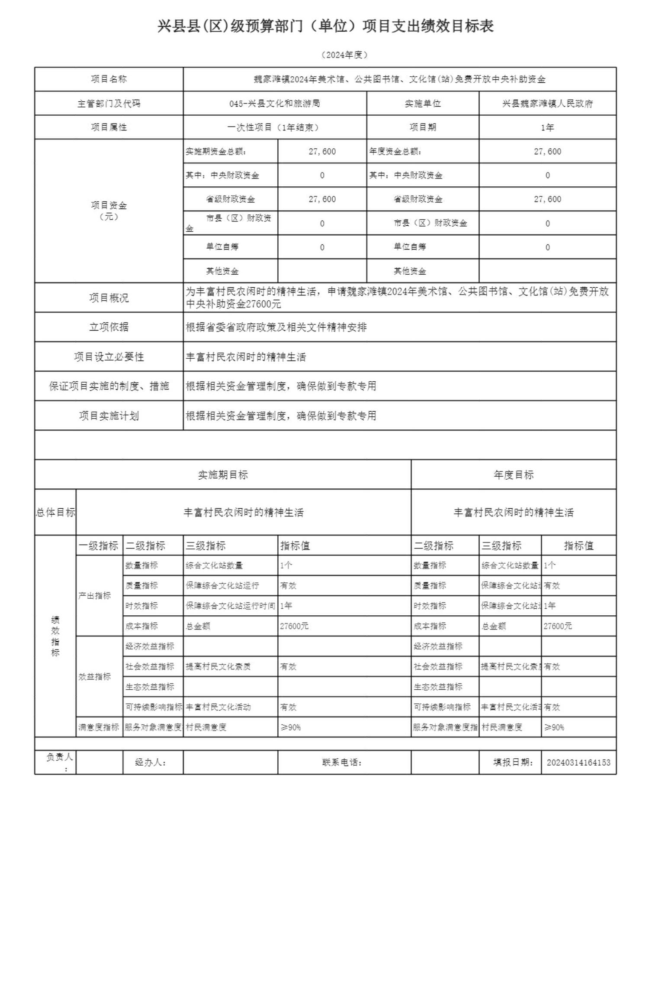 兴县县(区)级预算部门（单位）项目支出绩效目标表
（2024年度）
项目名称 魏家滩镇2024年美术馆、公共图书馆、文化馆(站)免费开放中央补助资金
主管部门及代码 045-兴县文化和旅游局 实施单位 兴县魏家滩镇人民政府
项目属性 一次性项目（1年结束） 项目期 1年
项目资金
（元）
实施期资金总额： 27,600 年度资金总额： 27,600
其中：中央财政资金 0 其中：中央财政资金 0
省级财政资金 27,600 省级财政资金 27,600
市县（区）财政资
金 0 市县（区）财政资金 0
单位自筹 0 单位自筹 0
其他资金 其他资金
项目概况 为丰富村民农闲时的精神生活，申请魏家滩镇2024年美术馆、公共图书馆、文化馆(站)免费开放
中央补助资金27600元
立项依据 根据省委省政府政策及相关文件精神安排
项目设立必要性 丰富村民农闲时的精神生活
保证项目实施的制度、措施 根据相关资金管理制度，确保做到专款专用
项目实施计划 根据相关资金管理制度，确保做到专款专用
实施期目标 年度目标
总体目标 丰富村民农闲时的精神生活 丰富村民农闲时的精神生活
绩
效
指
标
一级指标 二级指标 三级指标 指标值 二级指标 三级指标 指标值
产出指标
数量指标 综合文化站数量 1个 数量指标 综合文化站数量 1个
质量指标 保障综合文化站运行 有效 质量指标 保障综合文化站 有效
时效指标 保障综合文化站运行时间 1年 时效指标 保障综合文化站 1年
成本指标 总金额 27600元 成本指标 总金额 27600元
效益指标
经济效益指标 经济效益指标
社会效益指标 提高村民文化素质 有效 社会效益指标 提高村民文化素 有效
生态效益指标 生态效益指标
可持续影响指标 丰富村民文化活动 有效 可持续影响指标 丰富村民文化活 有效
满意度指标 服务对象满意度 村民满意度 ≥90% 服务对象满意度指 村民满意度 ≥90%
负责人
： 经办人： 联系电话： 填报日期： 20240314164153